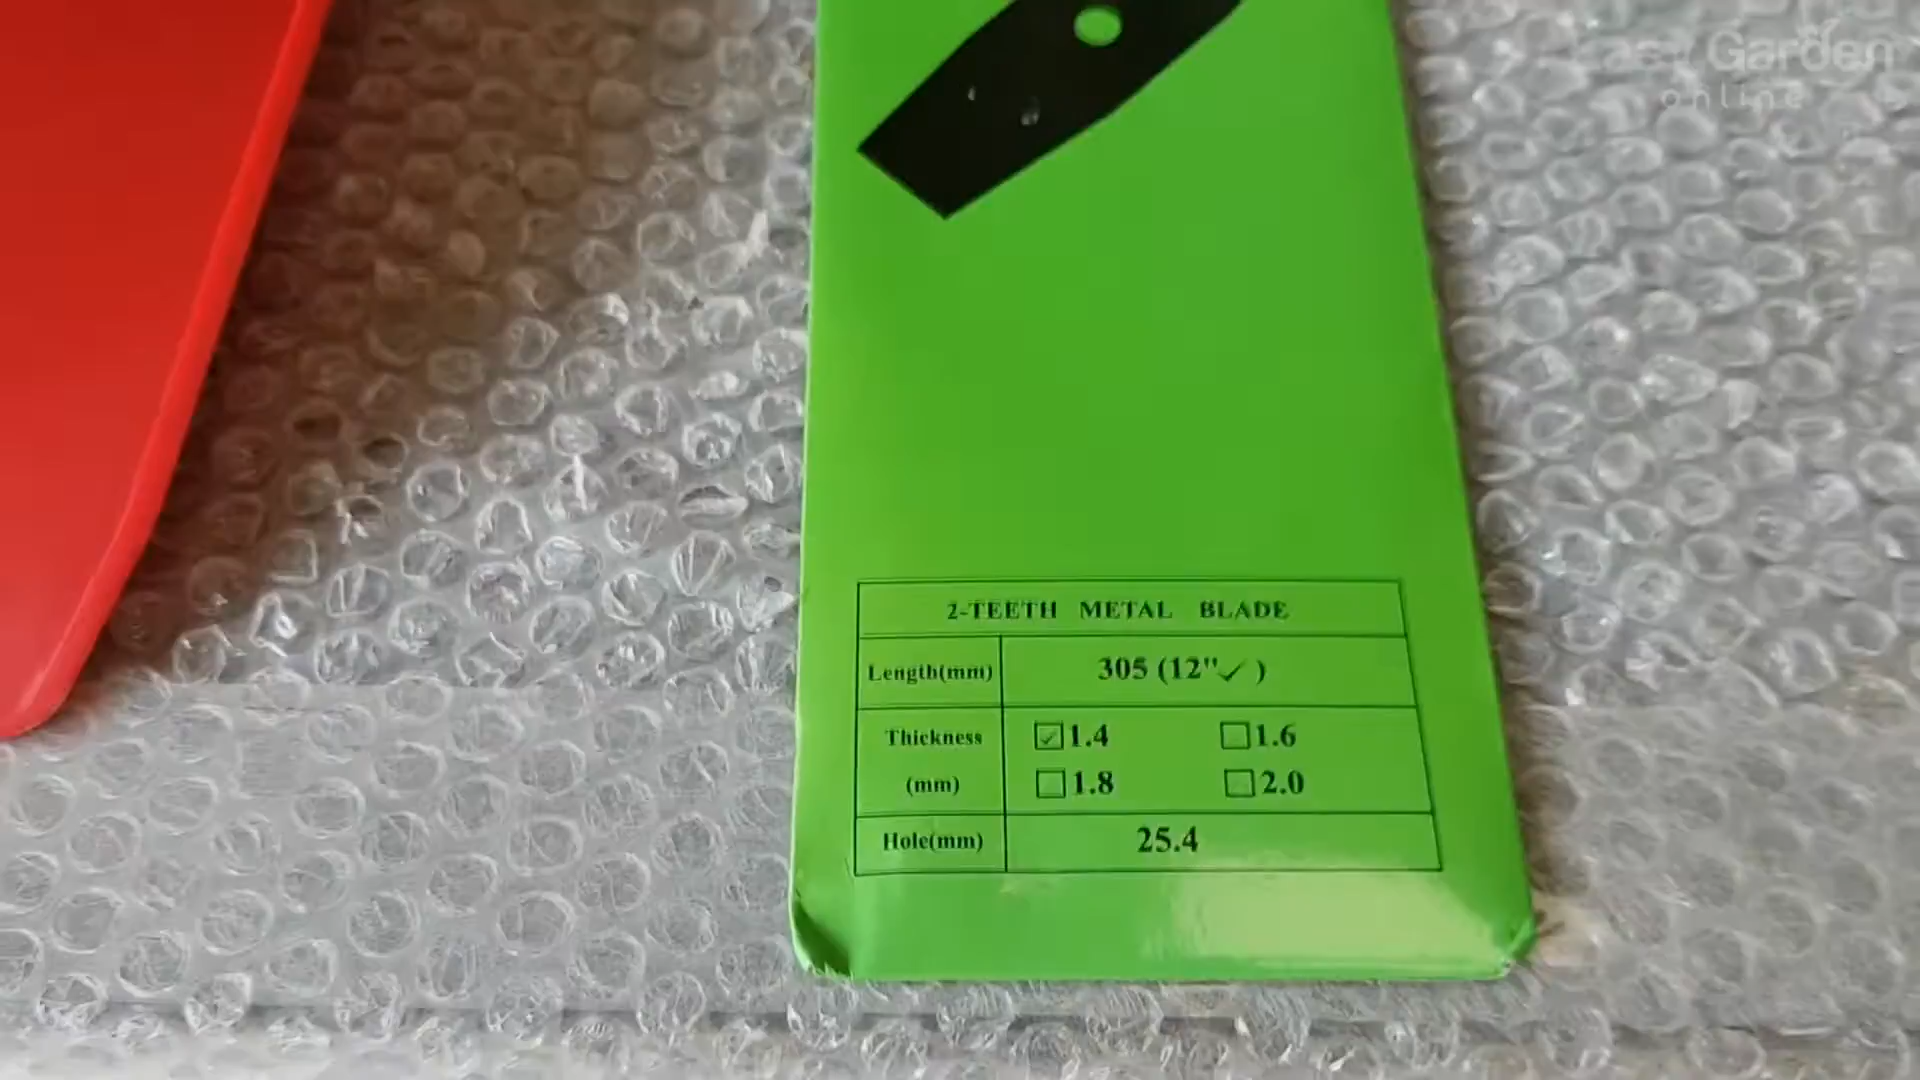 Easy Garden
online
2-TEETH METAL BLADE
Length(mm) 305 (12"✓)
Thickness (mm) ☑1.4 ☐1.6
☐1.8 ☐2.0
Hole(mm) 25.4